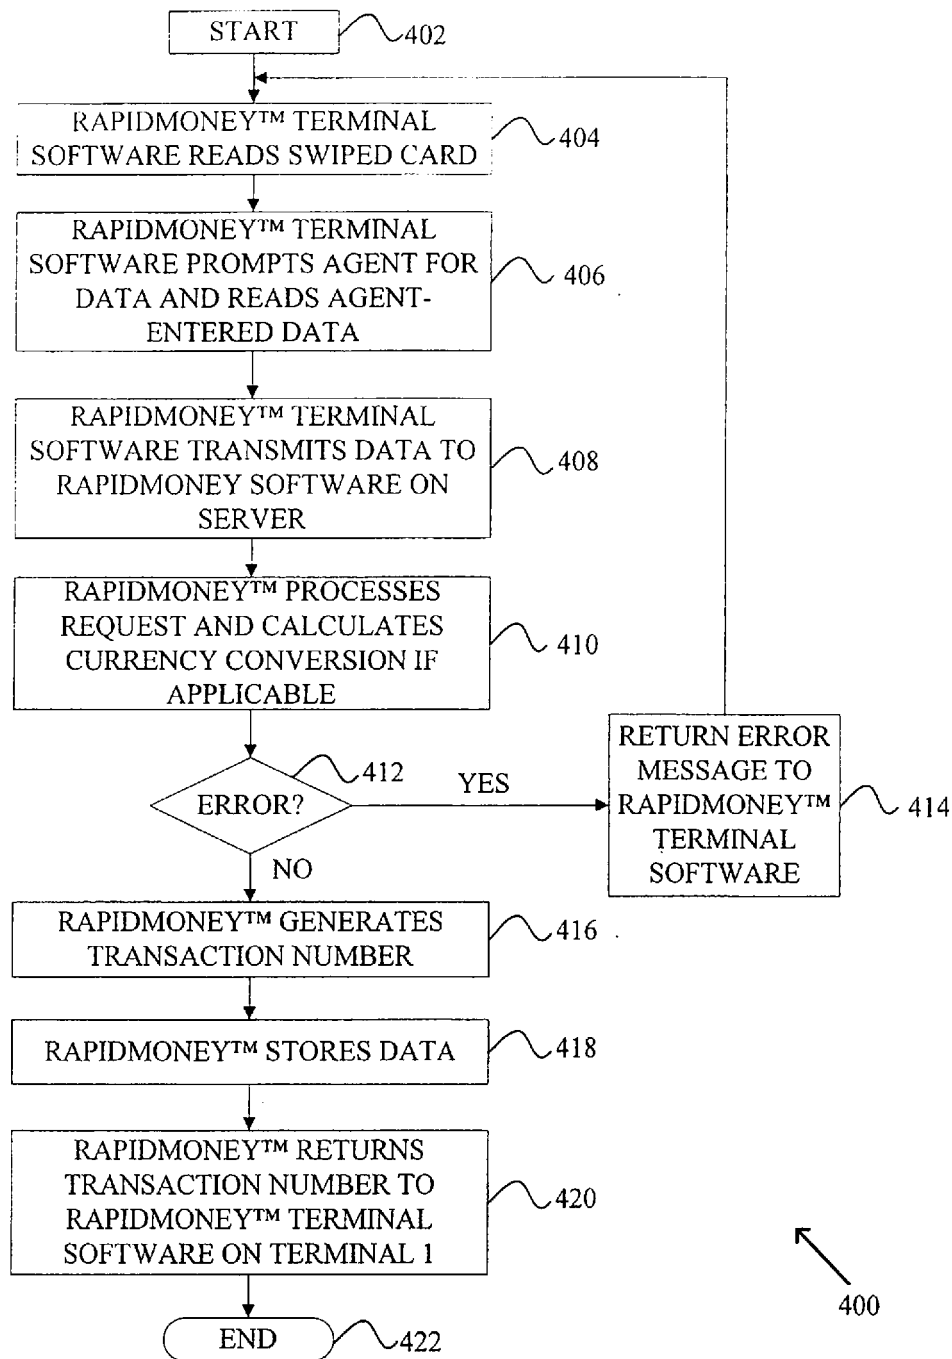 START
402
RAPIDMONEY™ TERMINAL
SOFTWARE READS SWIPED CARD
404
RAPIDMONEY™ TERMINAL
SOFTWARE PROMPTS AGENT FOR
DATA AND READS AGENT-
ENTERED DATA
406
RAPIDMONEY™ TERMINAL
SOFTWARE TRANSMITS DATA TO
RAPIDMONEY SOFTWARE ON
SERVER
408
RAPIDMONEY™ PROCESSES
REQUEST AND CALCULATES
CURRENCY CONVERSION IF
APPLICABLE
410
ERROR?
412
YES
RETURN ERROR
MESSAGE TO
RAPIDMONEY™
TERMINAL
SOFTWARE
414
NO
RAPIDMONEY™ GENERATES
TRANSACTION NUMBER
416
RAPIDMONEY™ STORES DATA
418
RAPIDMONEY™ RETURNS
TRANSACTION NUMBER TO
RAPIDMONEY™ TERMINAL
SOFTWARE ON TERMINAL 1
420
400
END
422